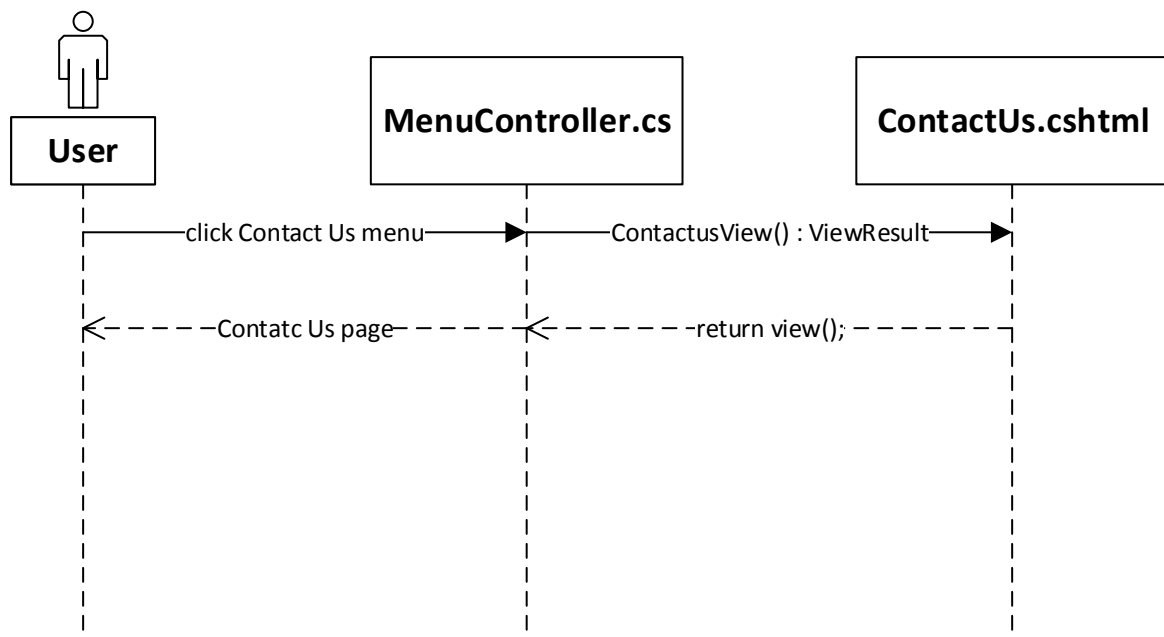 User
MenuController.cs
ContactUs.cshtml
click Contact Us menu
ContactusView() : ViewResult
Contatc Us page
return view();